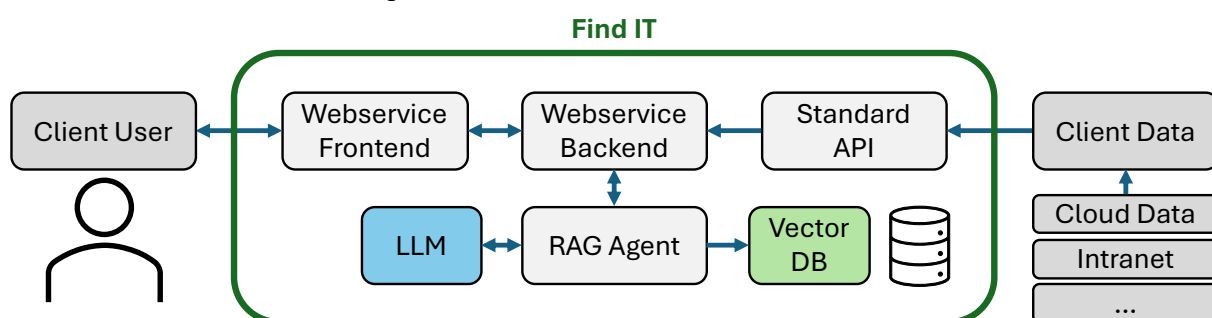 Find IT
Client User
Webservice
Frontend
Webservice
Backend
Standard
API
Client Data
LLM
RAG Agent
Vector
DB
Cloud Data
Intranet
...